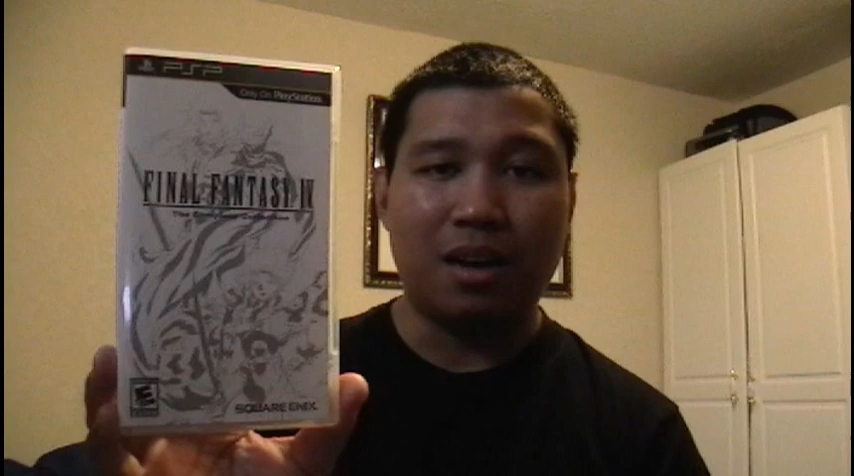 PSP
Only On PlayStation
FINAL FANTASY IV
The Complete Collection
E
SQUARE ENIX